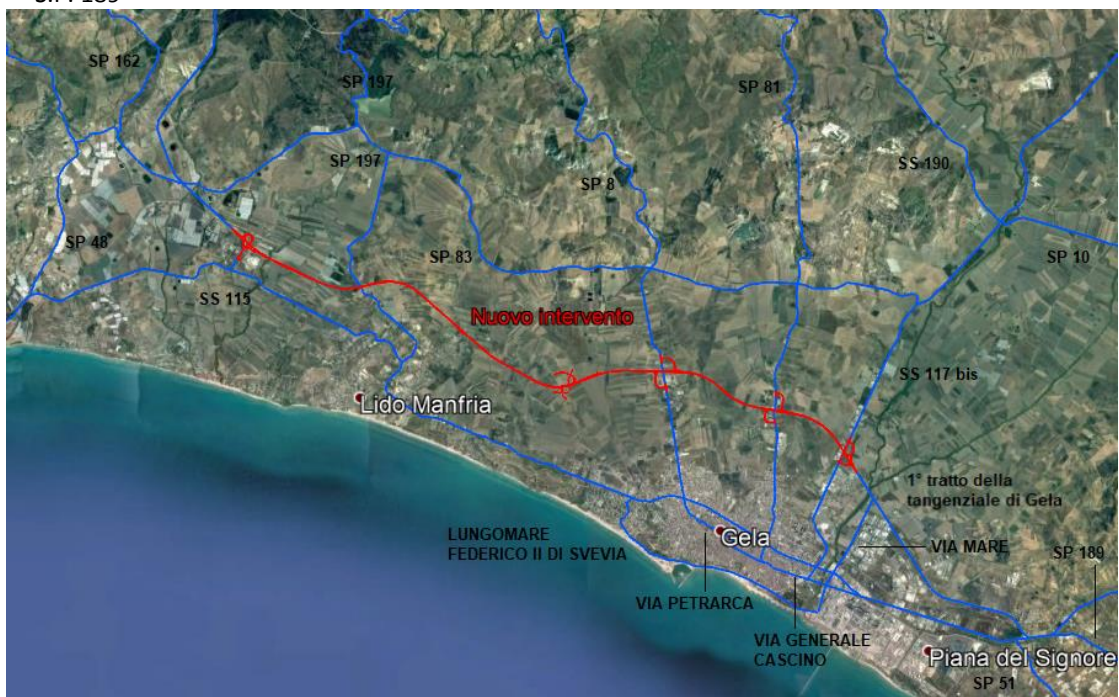 S.P. 189
SP 162
SP 197
SP 81
SP 197
SP 8
SS 190
SP 48
SP 83
SP 10
SS 115
Nuovo intervento
SS 117 bis
Lido Manfria
1° tratto della
tangenziale di Gela
LUNGOMARE
FEDERICO II DI SVEVIA
Gela
VIA MARE
SP 189
VIA PETRARCA
VIA GENERALE
CASCINO
Piana del Signore
SP 51